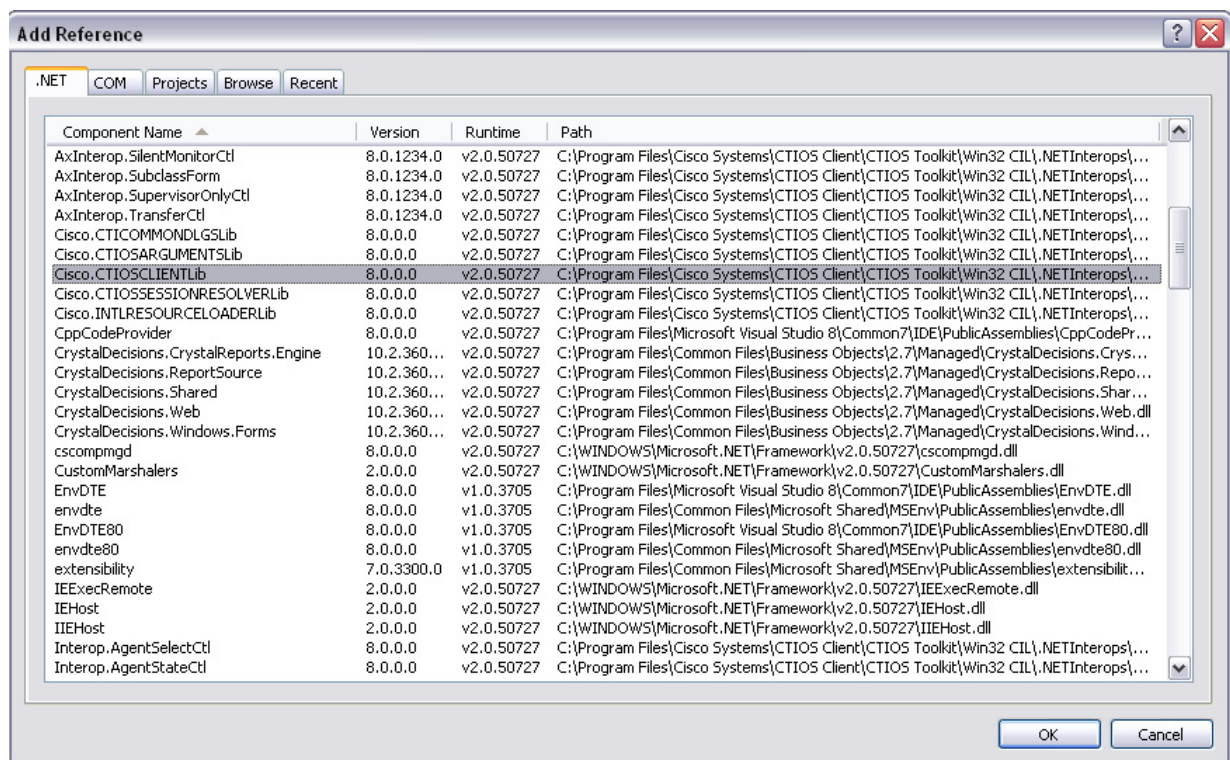 Add Reference
.NET COM Projects Browse Recent
Component Name Version Runtime Path
AxInterop.SilentMonitorCtl 8.0.1234.0 v2.0.50727 C:\Program Files\Cisco Systems\CTIOS Client\CTIOS Toolkit\Win32 CIL\.NETInterops\...
AxInterop.SubclassForm 8.0.1234.0 v2.0.50727 C:\Program Files\Cisco Systems\CTIOS Client\CTIOS Toolkit\Win32 CIL\.NETInterops\...
AxInterop.SupervisorOnlyCtl 8.0.1234.0 v2.0.50727 C:\Program Files\Cisco Systems\CTIOS Client\CTIOS Toolkit\Win32 CIL\.NETInterops\...
AxInterop.TransferCtl 8.0.1234.0 v2.0.50727 C:\Program Files\Cisco Systems\CTIOS Client\CTIOS Toolkit\Win32 CIL\.NETInterops\...
Cisco.CTICOMMONDLGSLib 8.0.0.0 v2.0.50727 C:\Program Files\Cisco Systems\CTIOS Client\CTIOS Toolkit\Win32 CIL\.NETInterops\...
Cisco.CTIOSARGUMENTSLib 8.0.0.0 v2.0.50727 C:\Program Files\Cisco Systems\CTIOS Client\CTIOS Toolkit\Win32 CIL\.NETInterops\...
Cisco.CTIOSCLIENTLib 8.0.0.0 v2.0.50727 C:\Program Files\Cisco Systems\CTIOS Client\CTIOS Toolkit\Win32 CIL\.NETInterops\...
Cisco.CTIOSSESSIONRESOLVERLib 8.0.0.0 v2.0.50727 C:\Program Files\Cisco Systems\CTIOS Client\CTIOS Toolkit\Win32 CIL\.NETInterops\...
Cisco.INTLRESOURCELOADERLib 8.0.0.0 v2.0.50727 C:\Program Files\Cisco Systems\CTIOS Client\CTIOS Toolkit\Win32 CIL\.NETInterops\...
CppCodeProvider 8.0.0.0 v2.0.50727 C:\Program Files\Microsoft Visual Studio 8\Common7\IDE\PublicAssemblies\CppCodePr...
CrystalDecisions.CrystalReports.Engine 10.2.360... v2.0.50727 C:\Program Files\Common Files\Business Objects\2.7\Managed\CrystalDecisions.Crys...
CrystalDecisions.ReportSource 10.2.360... v2.0.50727 C:\Program Files\Common Files\Business Objects\2.7\Managed\CrystalDecisions.Repo...
CrystalDecisions.Shared 10.2.360... v2.0.50727 C:\Program Files\Common Files\Business Objects\2.7\Managed\CrystalDecisions.Shar...
CrystalDecisions.Web 10.2.360... v2.0.50727 C:\Program Files\Common Files\Business Objects\2.7\Managed\CrystalDecisions.Web.dll
CrystalDecisions.Windows.Forms 10.2.360... v2.0.50727 C:\Program Files\Common Files\Business Objects\2.7\Managed\CrystalDecisions.Wind...
cscompmgd 8.0.0.0 v2.0.50727 C:\WINDOWS\Microsoft.NET\Framework\v2.0.50727\cscompmgd.dll
CustomMarshalers 2.0.0.0 v2.0.50727 C:\WINDOWS\Microsoft.NET\Framework\v2.0.50727\CustomMarshalers.dll
EnvDTE 8.0.0.0 v1.0.3705 C:\Program Files\Microsoft Visual Studio 8\Common7\IDE\PublicAssemblies\EnvDTE.dll
envdte 8.0.0.0 v1.0.3705 C:\Program Files\Common Files\Microsoft Shared\MSEnv\PublicAssemblies\envdte.dll
EnvDTE80 8.0.0.0 v1.0.3705 C:\Program Files\Microsoft Visual Studio 8\Common7\IDE\PublicAssemblies\EnvDTE80.dll
envdte80 8.0.0.0 v1.0.3705 C:\Program Files\Common Files\Microsoft Shared\MSEnv\PublicAssemblies\envdte80.dll
extensibility 7.0.3300.0 v1.0.3705 C:\Program Files\Common Files\Microsoft Shared\MSEnv\PublicAssemblies\extensibilit...
IEExecRemote 2.0.0.0 v2.0.50727 C:\WINDOWS\Microsoft.NET\Framework\v2.0.50727\IEExecRemote.dll
IEHost 2.0.0.0 v2.0.50727 C:\WINDOWS\Microsoft.NET\Framework\v2.0.50727\IEHost.dll
IIEHost 2.0.0.0 v2.0.50727 C:\WINDOWS\Microsoft.NET\Framework\v2.0.50727\IIEHost.dll
Interop.AgentSelectCtl 8.0.0.0 v2.0.50727 C:\Program Files\Cisco Systems\CTIOS Client\CTIOS Toolkit\Win32 CIL\.NETInterops\...
Interop.AgentStateCtl 8.0.0.0 v2.0.50727 C:\Program Files\Cisco Systems\CTIOS Client\CTIOS Toolkit\Win32 CIL\.NETInterops\...
OK Cancel